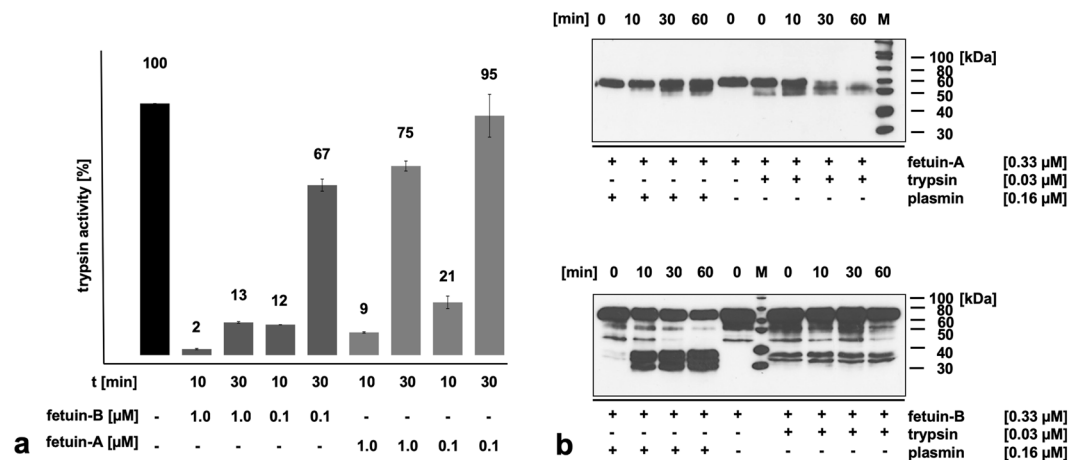 100
2
13
12
67
9
75
21
95
trypsin activity [%]
t [min] 10 30 10 30 10 30 10 30
fetuin-B [µM] - 1.0 1.0 0.1 0.1 - - - -
fetuin-A [µM] - - - - - 1.0 1.0 0.1 0.1
a
[min] 0 10 30 60 0 0 10 30 60 M
100 [kDa]
80
60
50
40
30
+ + + + + + + + + fetuin-A [0.33 µM]
- - - - - + + + + trypsin [0.03 µM]
+ + + + - - - - - plasmin [0.16 µM]
[min] 0 10 30 60 0 M 0 10 30 60
100 [kDa]
80
60
50
40
30
+ + + + + + + + + fetuin-B [0.33 µM]
- - - - - + + + + trypsin [0.03 µM]
+ + + + - - - - - plasmin [0.16 µM]
b